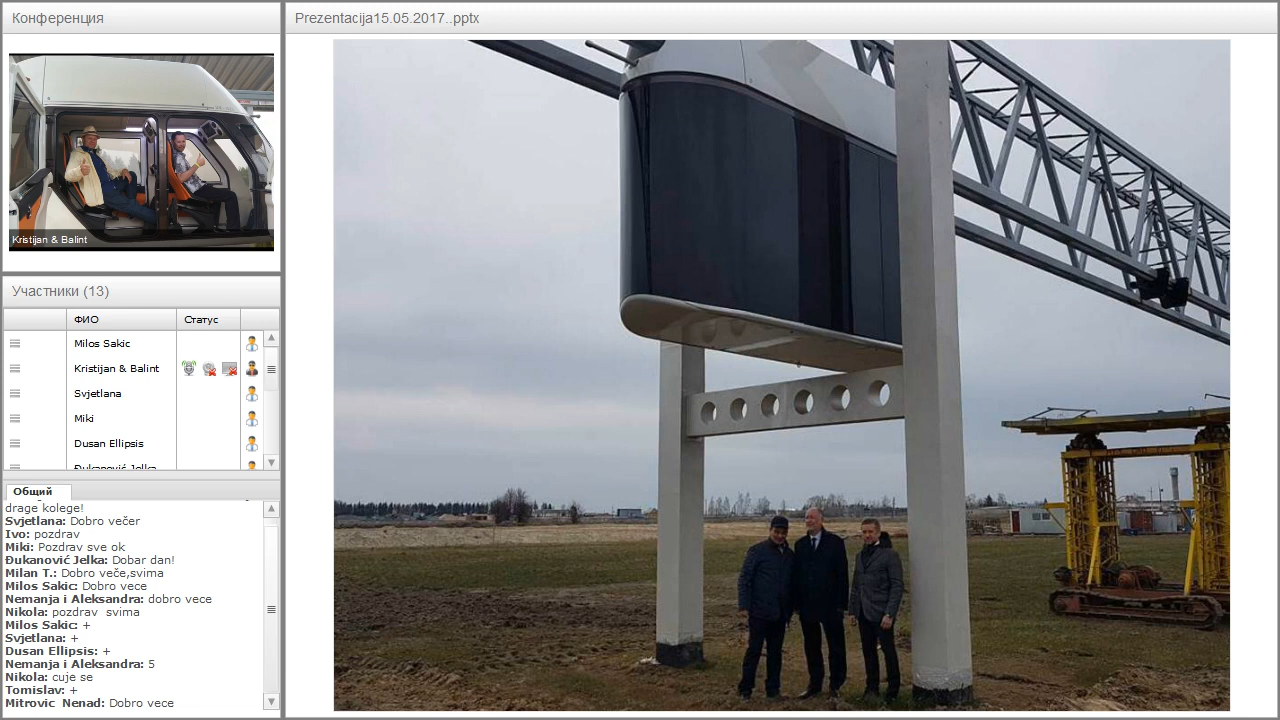 Конференция
Kristijan & Balint
Участники (13)
ФИО Статус
Milos Sakic
Kristijan & Balint
Svjetlana
Miki
Dusan Ellipsis
Đukanović Jelka
Общий
drage kolege!
Svjetlana: Dobro večer
Ivo: pozdrav
Miki: Pozdrav sve ok
Đukanović Jelka: Dobar dan!
Milan T.: Dobro veče,svima
Milos Sakic: Dobro vece
Nemanja i Aleksandra: dobro vece
Nikola: pozdrav svima
Milos Sakic: +
Svjetlana: +
Dusan Ellipsis: +
Nemanja i Aleksandra: 5
Nikola: cuje se
Tomislav: +
Mitrovic Nenad: Dobro vece
Prezentacija15.05.2017..pptx